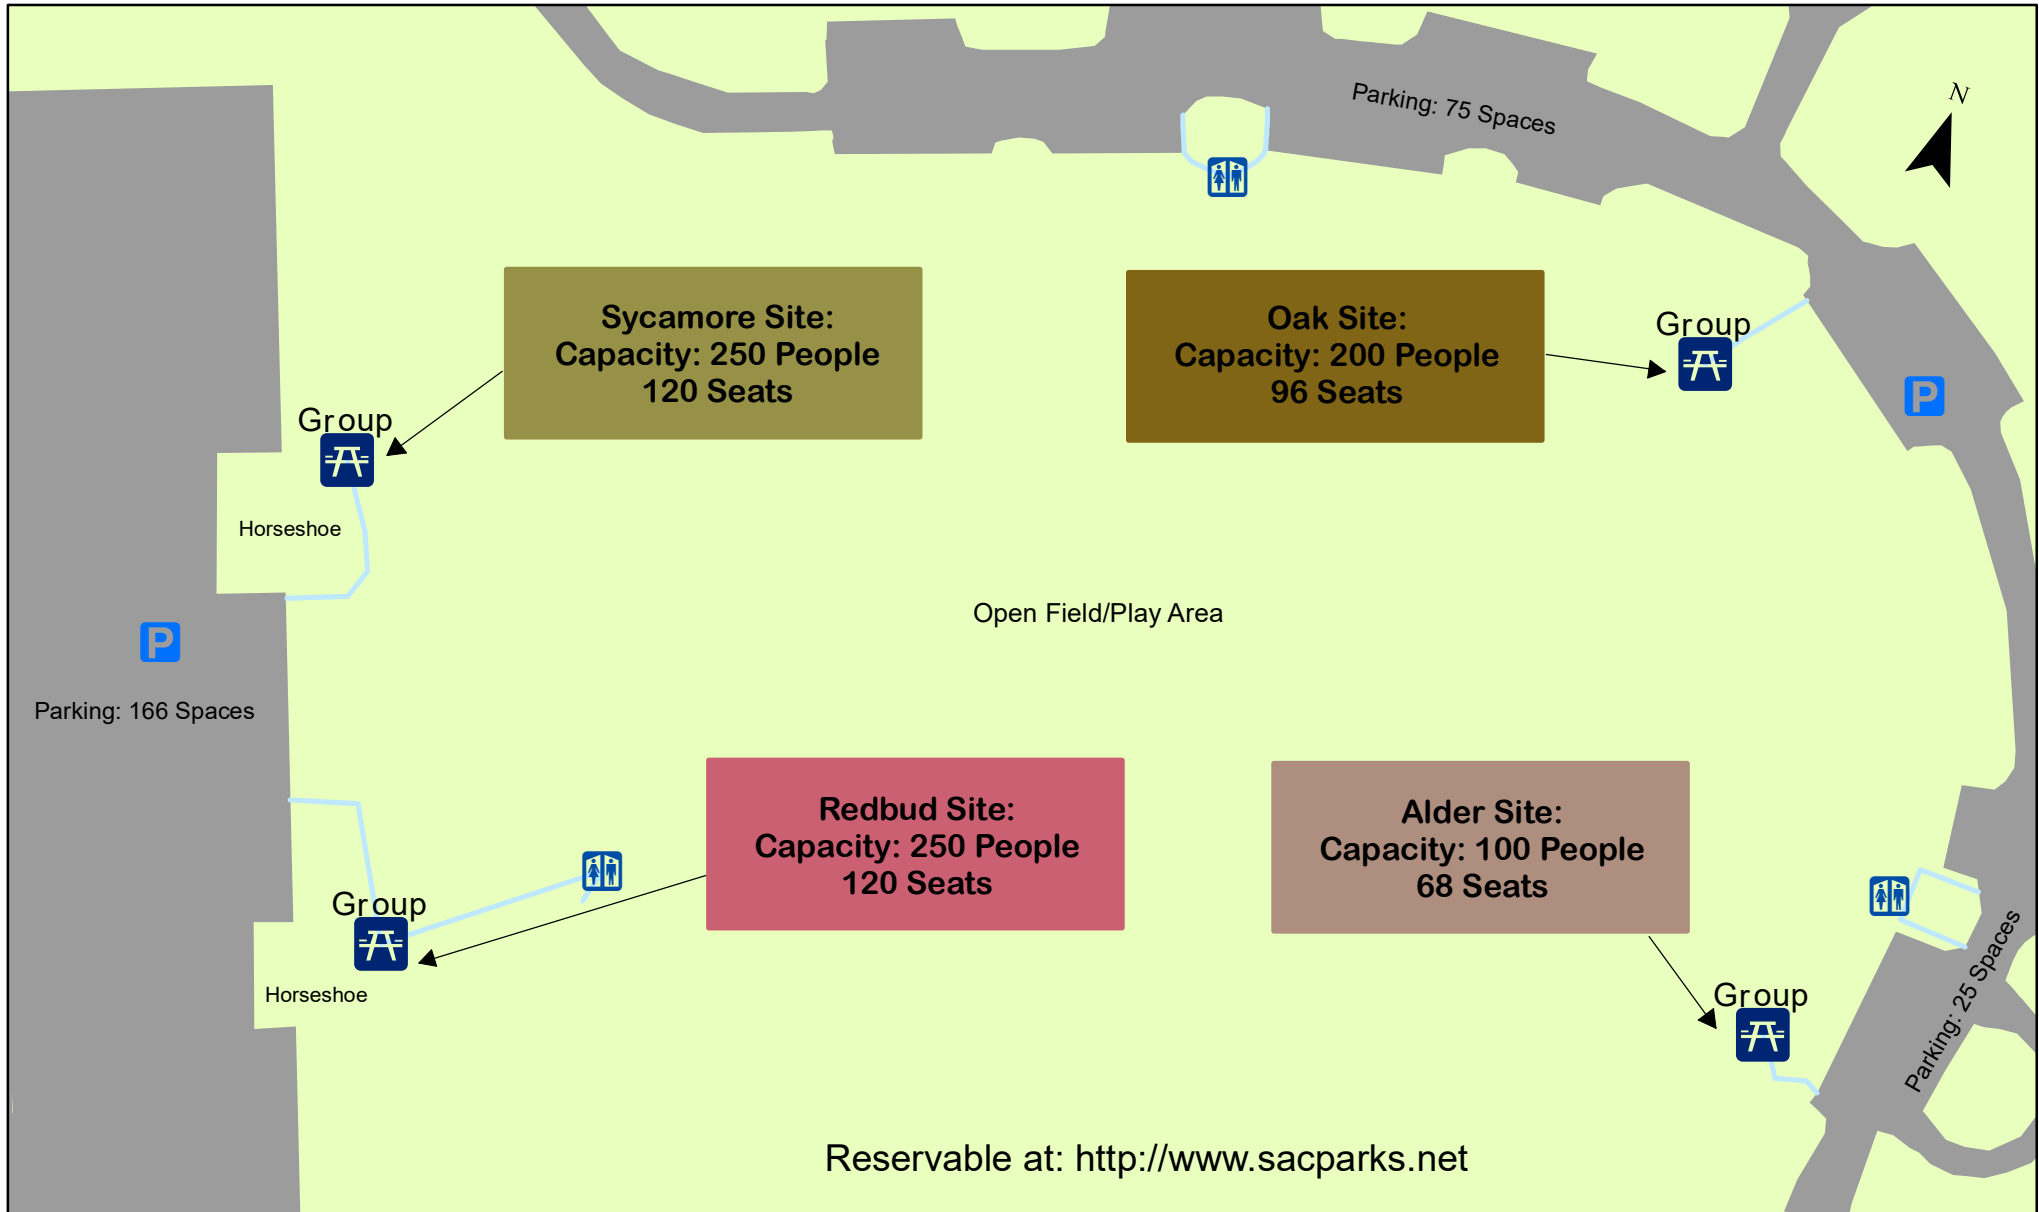 Parking: 75 Spaces
N
Sycamore Site:
Capacity: 250 People
120 Seats
Oak Site:
Capacity: 200 People
96 Seats
Group
Group
P
Horseshoe
Open Field/Play Area
P
Parking: 166 Spaces
Redbud Site:
Capacity: 250 People
120 Seats
Alder Site:
Capacity: 100 People
68 Seats
Group
Horseshoe
Group
Parking: 25 Spaces
Reservable at: http://www.sacparks.net